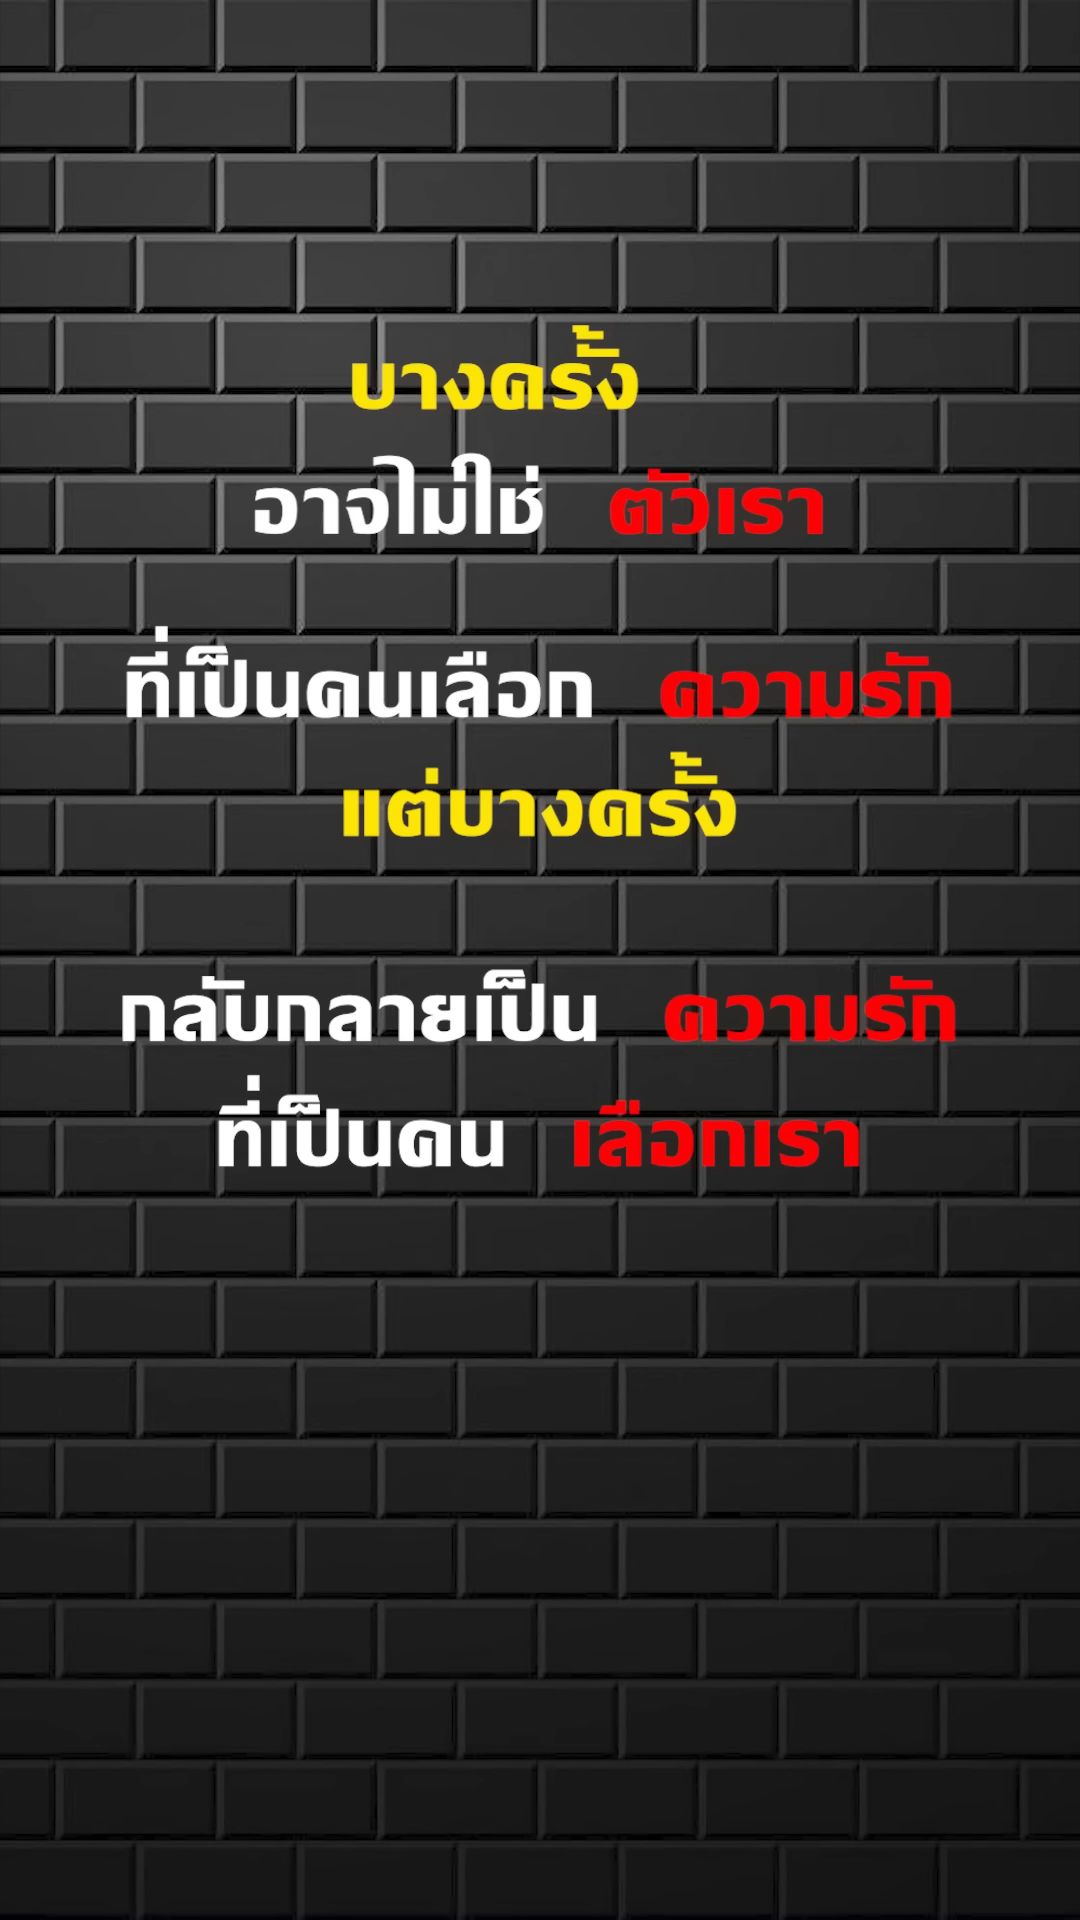 บางครั้ง
อาจไม่ใช่ ตัวเรา
ที่เป็นคนเลือก ความรัก
แต่บางครั้ง
กลับกลายเป็น ความรัก
ที่เป็นคน เลือกเรา